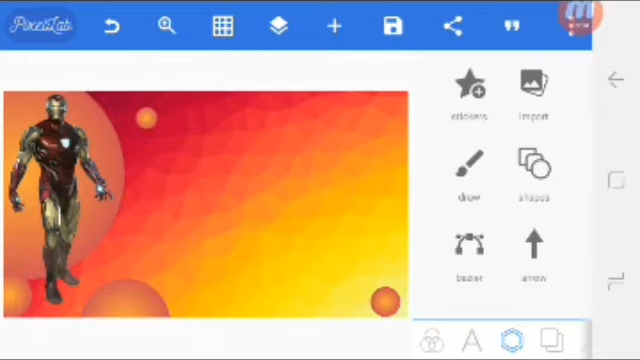 PixelLab
stickers
import
draw
shapes
bezier
arrow